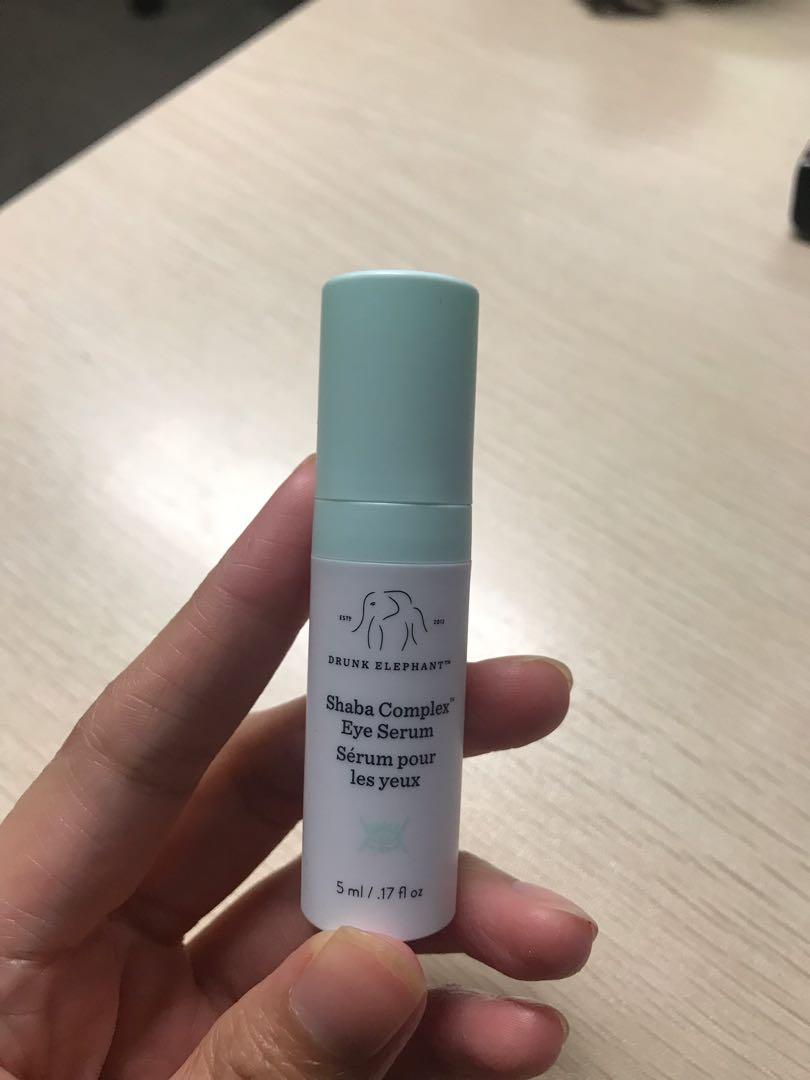 ESTD 2012
DRUNK ELEPHANT™
Shaba Complex™
Eye Serum
Sérum pour
les yeux
5 ml / .17 fl oz